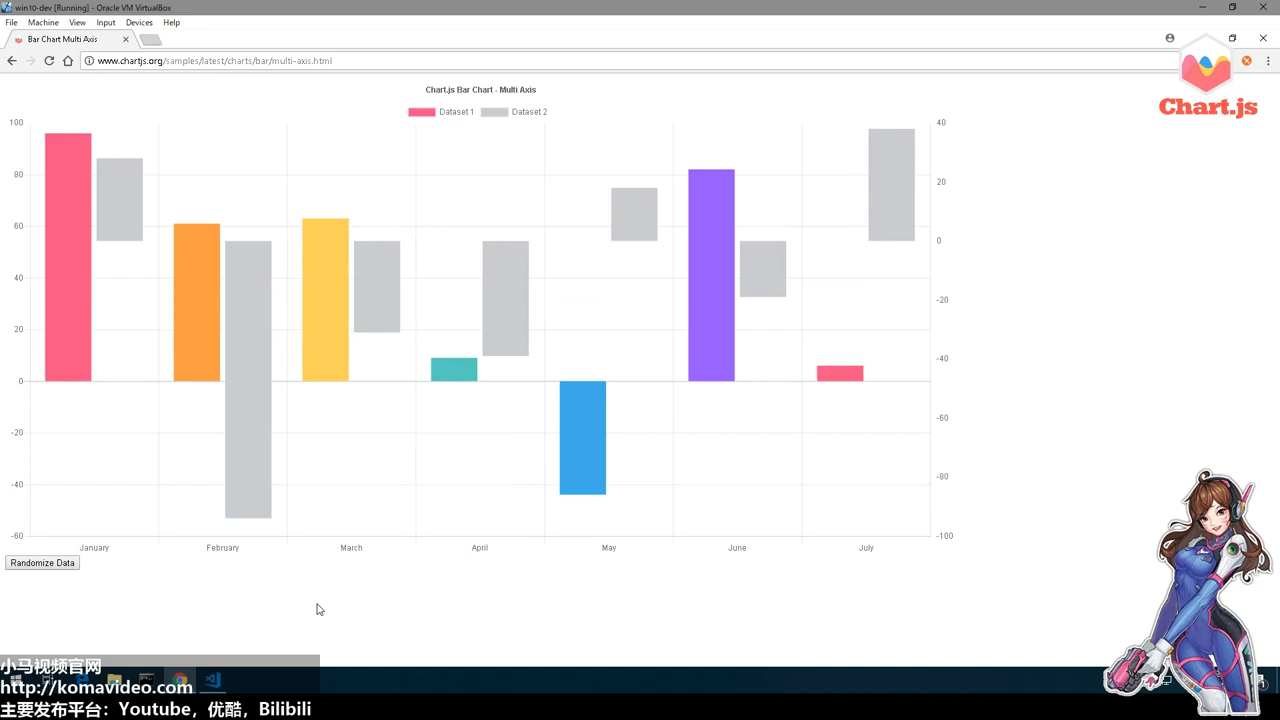 win10-dev [Running] - Oracle VM VirtualBox
File Machine View Input Devices Help
Bar Chart Multi Axis
www.chartjs.org/samples/latest/charts/bar/multi-axis.html
Chart.js
Chart.js Bar Chart - Multi Axis
Dataset 1 Dataset 2
100 40
80 20
60 0
40 -20
20 -40
0 -60
-20 -80
-40 -100
-60
January February March April May June July
Randomize Data
小马视频官网
http://komavideo.com
主要发布平台：Youtube，优酷，Bilibili